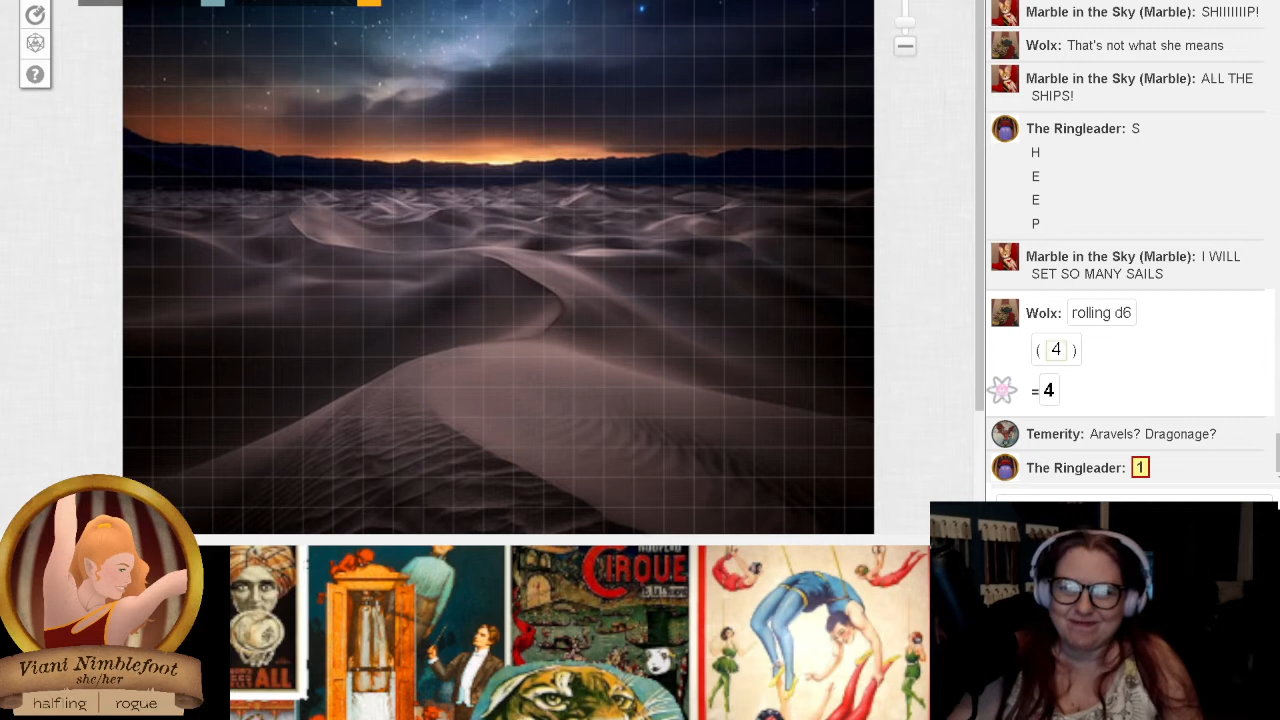 Marble in the Sky (Marble): SHIIIIIIP!
Wolx: That's not what she means
Marble in the Sky (Marble): ALL THE
SHIPS!
The Ringleader: S
H
E
E
P
Marble in the Sky (Marble): I WILL
SET SO MANY SAILS
Wolx: rolling d6
( 4 )
=4
Temerity: Aravels? Dragonage?
The Ringleader: 1
?
Viani Nimblefoot
she/her
halfling | rogue
ALL
CIRQUE